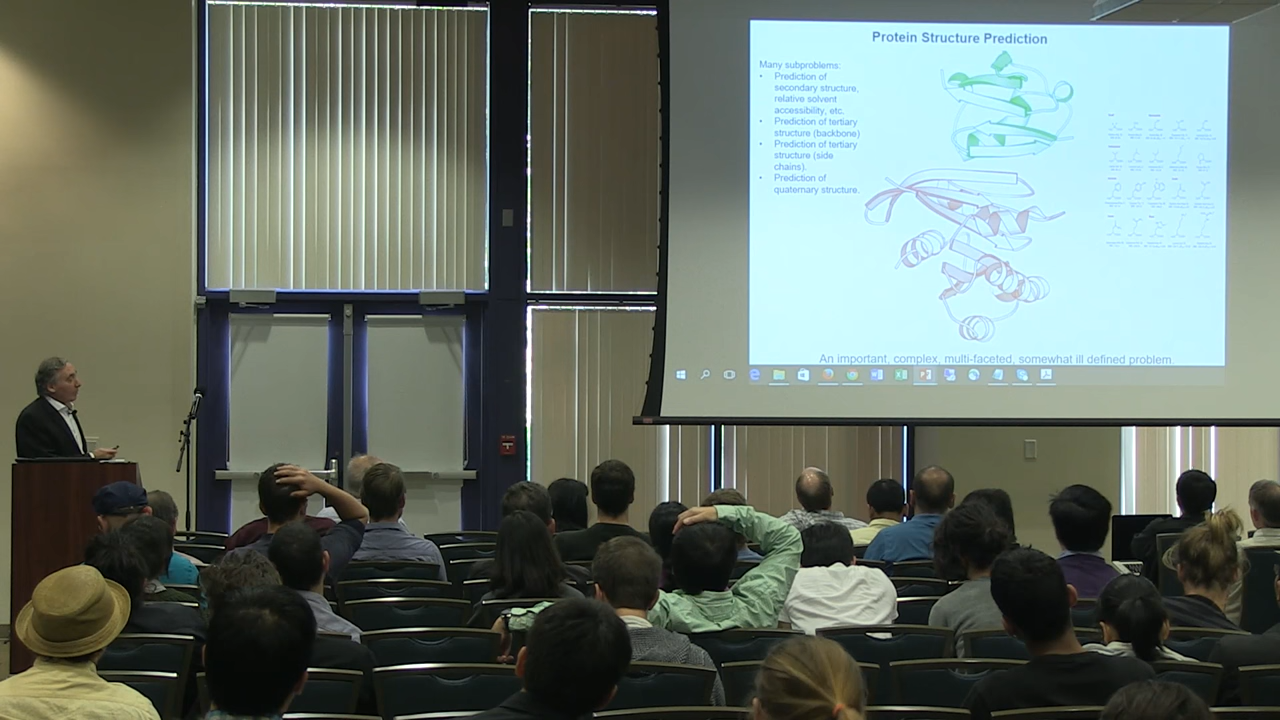 Protein Structure Prediction
Many subproblems:
• Prediction of
secondary structure,
relative solvent
accessibility, etc.
• Prediction of tertiary
structure (backbone)
• Prediction of tertiary
structure (side
chains).
• Prediction of
quaternary structure.
An important, complex, multi-faceted, somewhat ill defined problem.